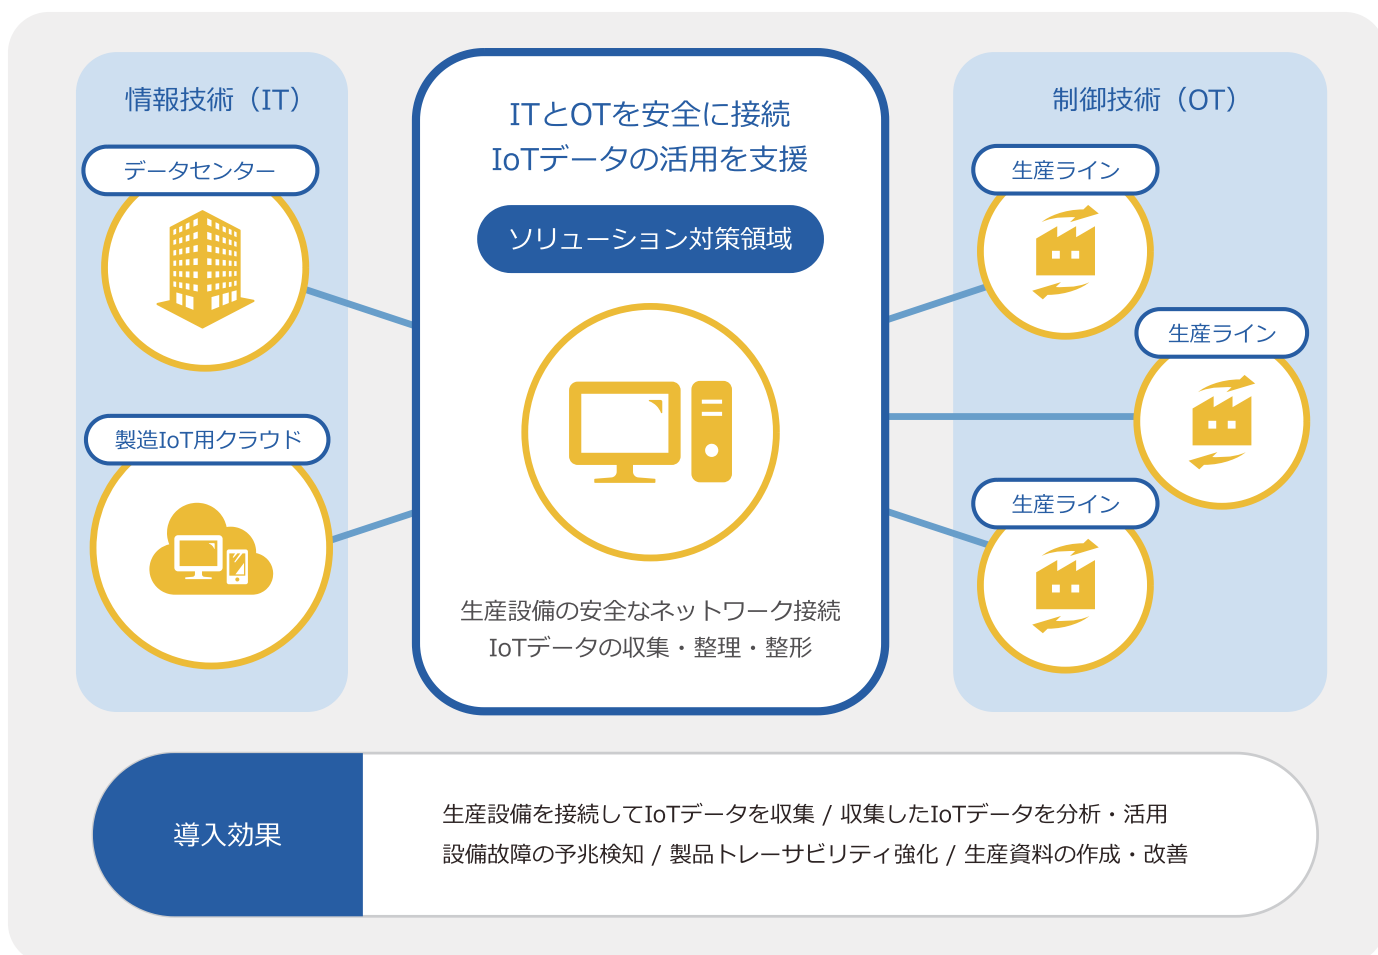 情報技術（IT）
データセンター
製造IoT用クラウド
ITとOTを安全に接続
IoTデータの活用を支援
ソリューション対策領域
生産設備の安全なネットワーク接続
IoTデータの収集・整理・整形
制御技術（OT）
生産ライン
生産ライン
生産ライン
導入効果
生産設備を接続してIoTデータを収集 / 収集したIoTデータを分析・活用
設備故障の予兆検知 / 製品トレーサビリティ強化 / 生産資料の作成・改善